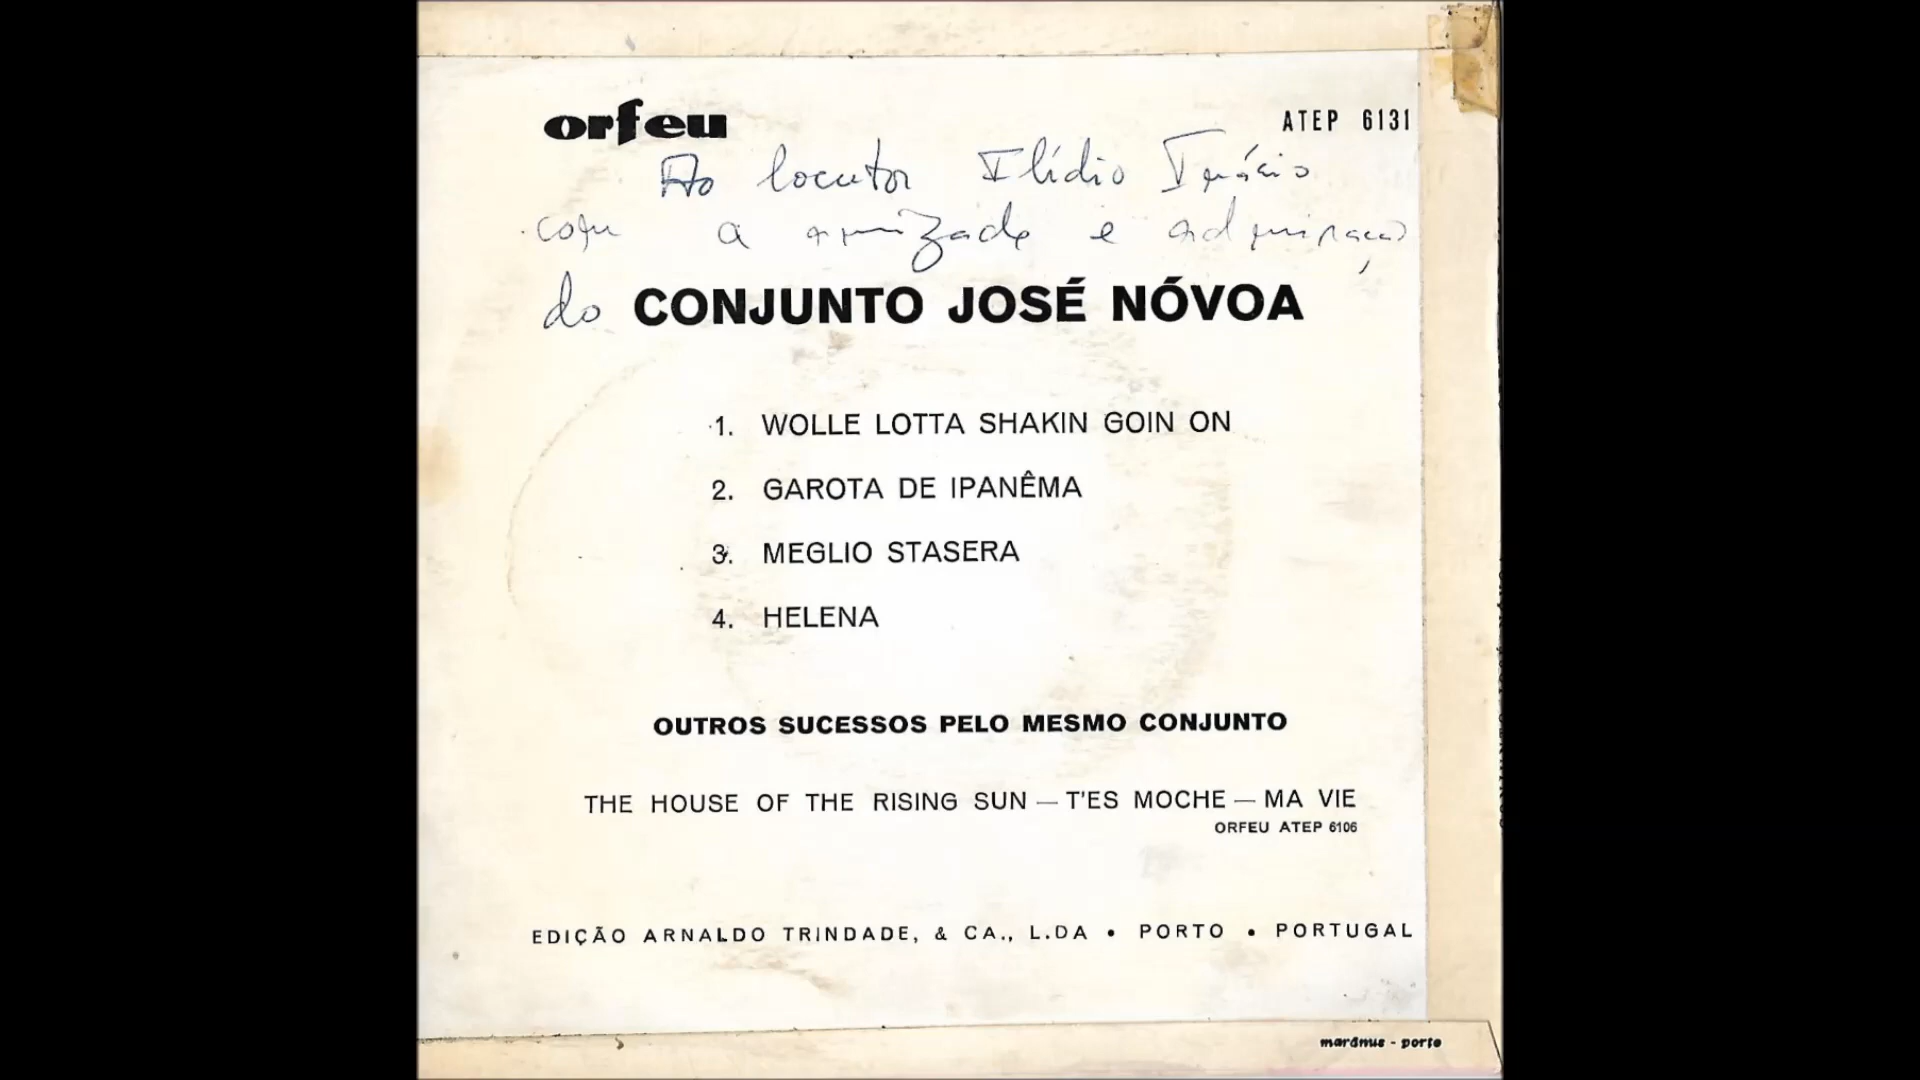 orfeu
ATEP 6131
Ao locutor Ilídio Inácio
com a amizade e admiração
do CONJUNTO JOSÉ NÓVOA
1. WOLLE LOTTA SHAKIN GOIN ON
2. GAROTA DE IPANÊMA
3. MEGLIO STASERA
4. HELENA
OUTROS SUCESSOS PELO MESMO CONJUNTO
THE HOUSE OF THE RISING SUN — T'ES MOCHE — MA VIE
ORFEU ATEP 6106
EDIÇÃO ARNALDO TRINDADE, & CA., L.DA • PORTO • PORTUGAL
marânus - porto